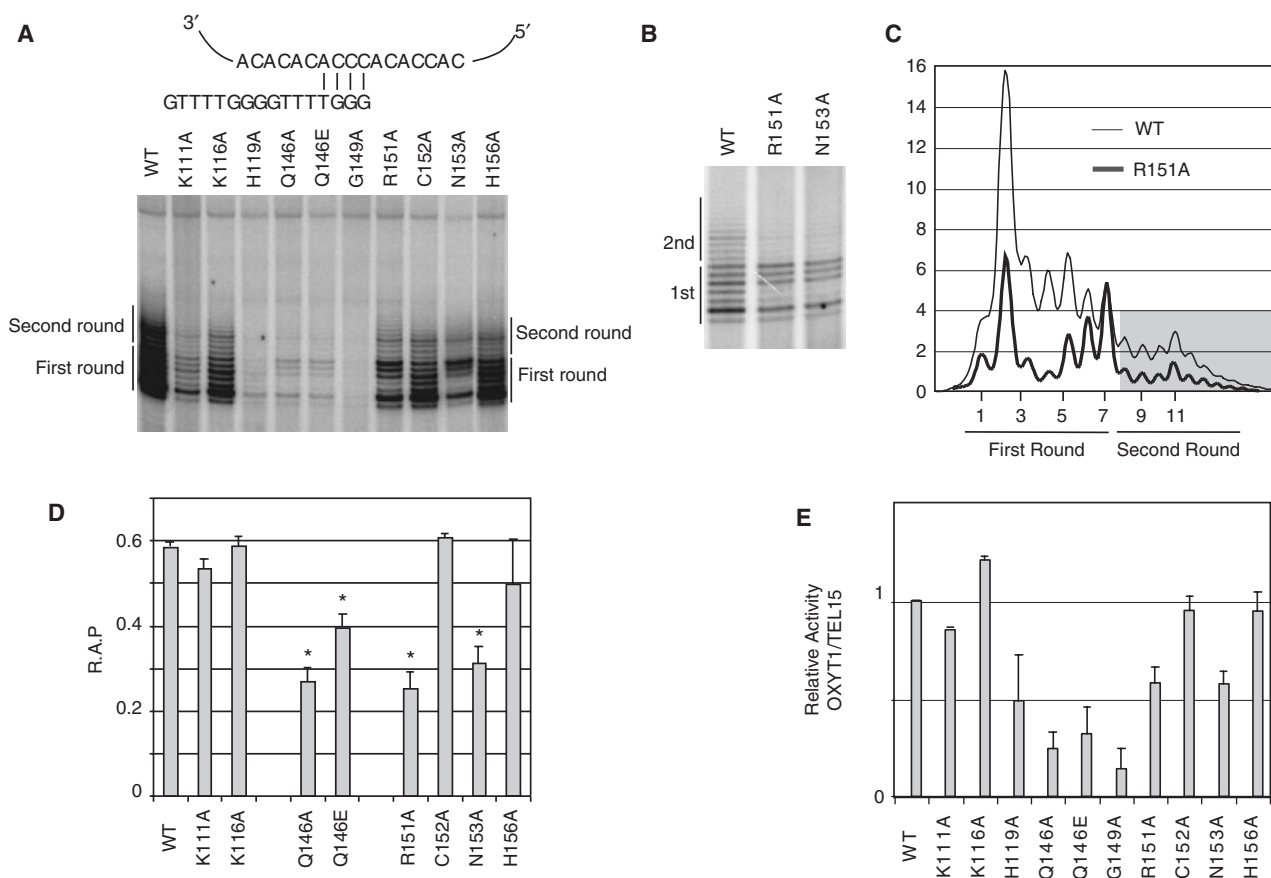 A
3′
5′
ACACACACCCACACCAC
GTTTTGGGGTTTTGGG
WT
K111A
K116A
H119A
Q146A
Q146E
G149A
R151A
C152A
N153A
H156A
Second round
First round
Second round
First round
B
WT
R151A
N153A
2nd
1st
C
16
14
12
10
8
6
4
2
0
WT
R151A
1 3 5 7 9 11
First Round Second Round
D
R.A.P
0.6
0.4
0.2
0
* * * *
WT
K111A
K116A
Q146A
Q146E
R151A
C152A
N153A
H156A
E
Relative Activity
OXYT1/TEL15
1
0
WT
K111A
K116A
H119A
Q146A
Q146E
G149A
R151A
C152A
N153A
H156A